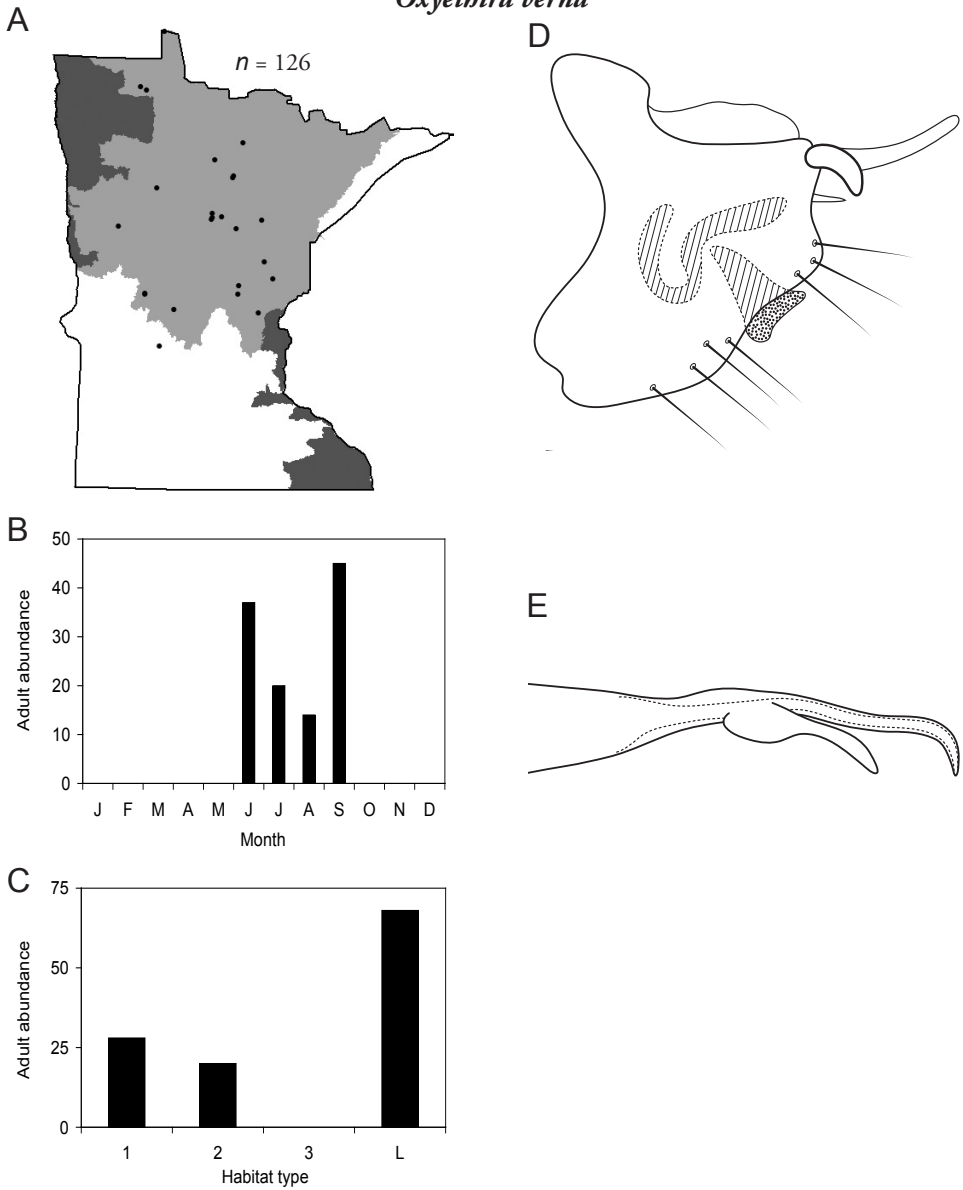 Oxyethira verna
A
n = 126
D
B
50
40
30
20
10
0
Adult abundance
J F M A M J J A S O N D
Month
E
C
75
50
25
0
Adult abundance
1 2 3 L
Habitat type